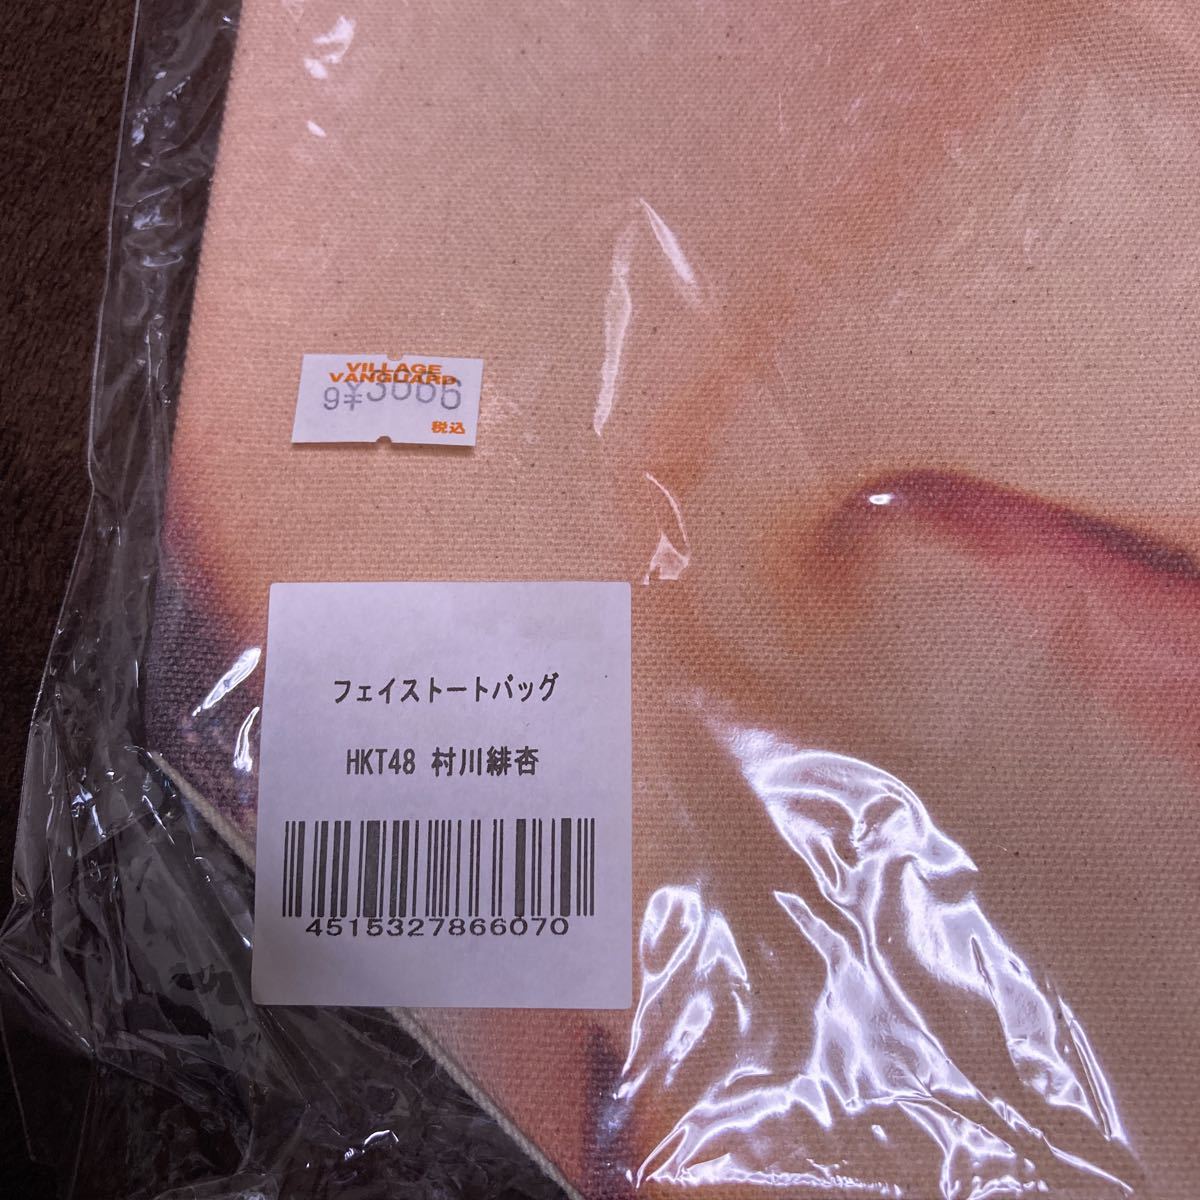 VILLAGE
VANGUARD
9¥3666
税込
フェイストートバッグ
HKT48 村川緋杏
4515327866070